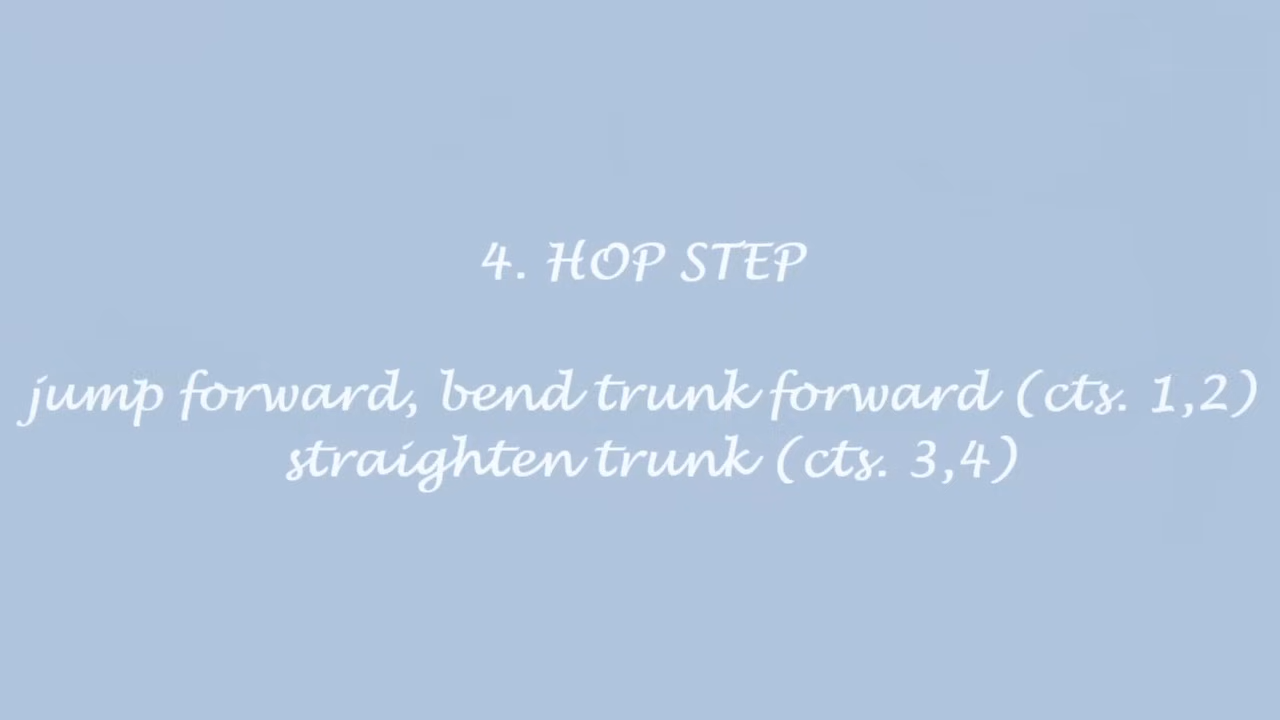 4. HOP STEP
jump forward, bend trunk forward (cts. 1,2)
straighten trunk (cts. 3,4)